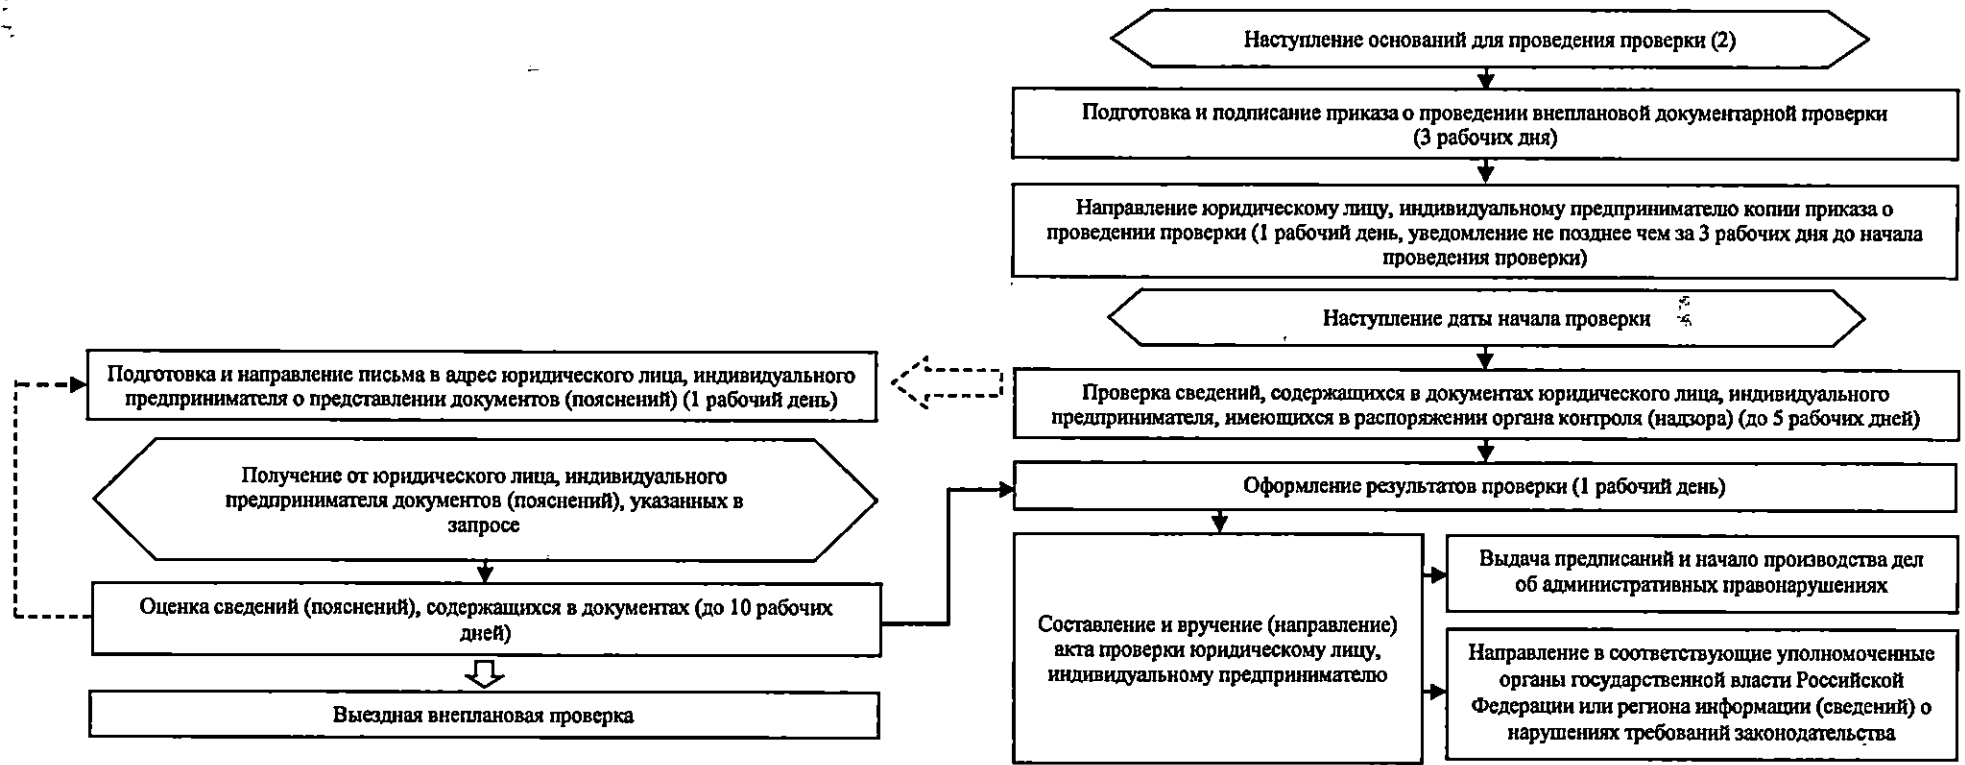 Наступление оснований для проведения проверки (2)
Подготовка и подписание приказа о проведении внеплановой документарной проверки
(3 рабочих дня)
Направление юридическому лицу, индивидуальному предпринимателю копии приказа о
проведении проверки (1 рабочий день, уведомление не позднее чем за 3 рабочих дня до начала
проведения проверки)
Наступление даты начала проверки
Проверка сведений, содержащихся в документах юридического лица, индивидуального
предпринимателя, имеющихся в распоряжении органа контроля (надзора) (до 5 рабочих дней)
Подготовка и направление письма в адрес юридического лица, индивидуального
предпринимателя о представлении документов (пояснений) (1 рабочий день)
Получение от юридического лица, индивидуального
предпринимателя документов (пояснений), указанных в
запросе
Оценка сведений (пояснений), содержащихся в документах (до 10 рабочих
дней)
Выездная внеплановая проверка
Оформление результатов проверки (1 рабочий день)
Составление и вручение (направление)
акта проверки юридическому лицу,
индивидуальному предпринимателю
Выдача предписаний и начало производства дел
об административных правонарушениях
Направление в соответствующие уполномоченные
органы государственной власти Российской
Федерации или региона информации (сведений) о
нарушениях требований законодательства